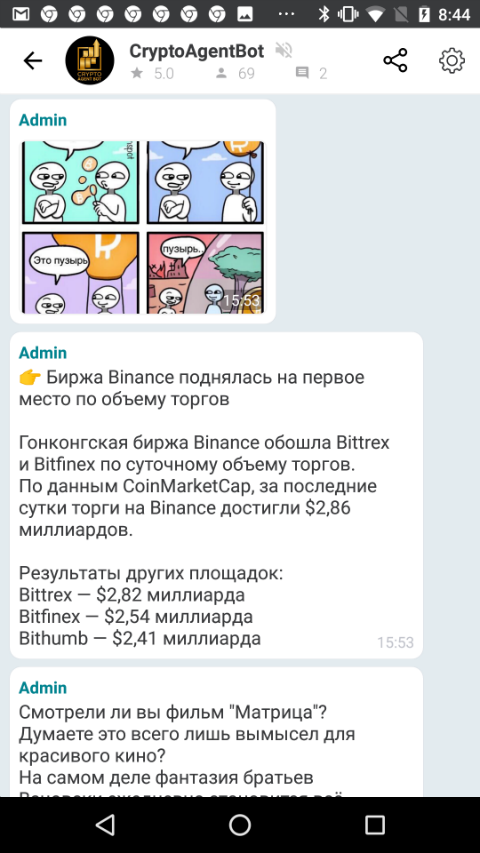 8:44
CryptoAgentBot
5.0 69 2
CRYPTO
AGENT BOT
Admin
Это пузырь
пузырь..
15:53
Admin
👉 Биржа Binance поднялась на первое
место по объему торгов
Гонконгская биржа Binance обошла Bittrex
и Bitfinex по суточному объему торгов.
По данным CoinMarketCap, за последние
сутки торги на Binance достигли $2,86
миллиардов.
Результаты других площадок:
Bittrex — $2,82 миллиарда
Bitfinex — $2,54 миллиарда
Bithumb — $2,41 миллиарда
15:53
Admin
Смотрели ли вы фильм "Матрица"?
Думаете это всего лишь вымысел для
красивого кино?
На самом деле фантазия братьев